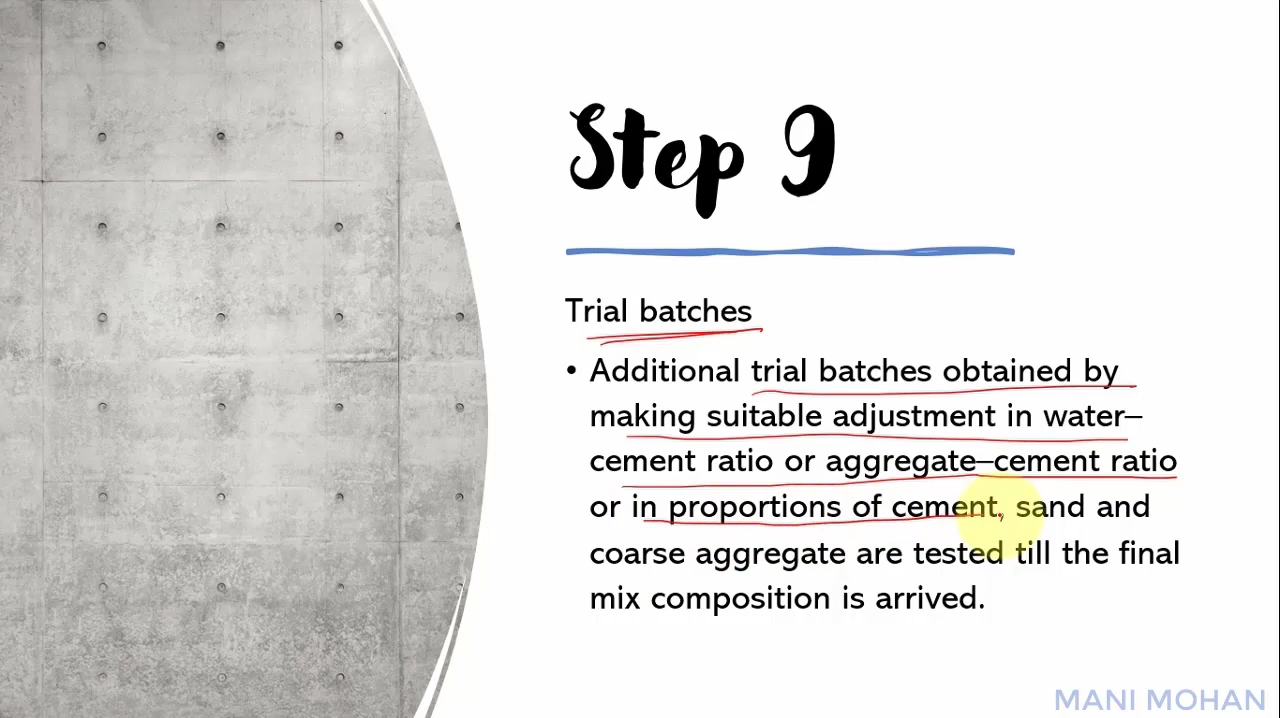 Step 9
Trial batches
• Additional trial batches obtained by
making suitable adjustment in water–
cement ratio or aggregate–cement ratio
or in proportions of cement, sand and
coarse aggregate are tested till the final
mix composition is arrived.
MANI MOHAN